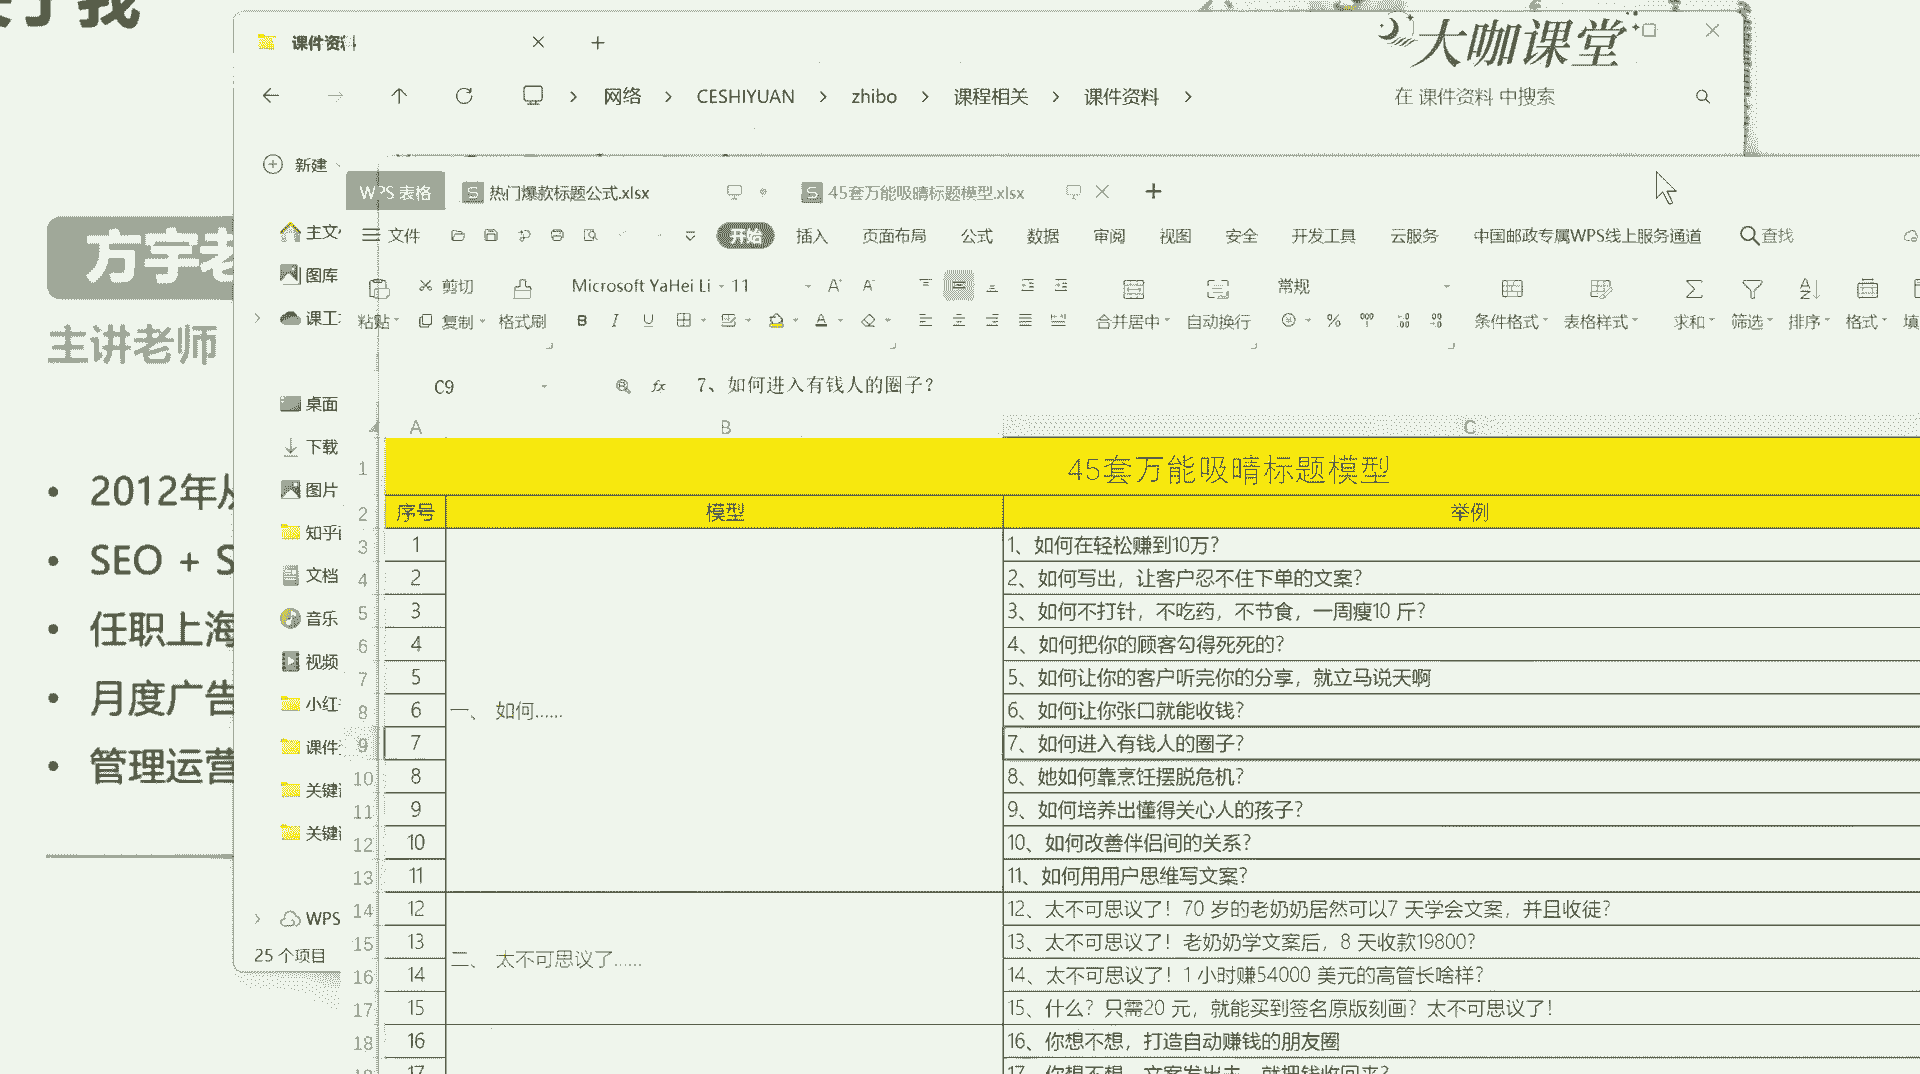 课件资料
大咖课堂
网络 CESHIYUAN zhibo 课程相关 课件资料
在 课件资料 中搜索
新建
WPS 表格 热门爆款标题公式.xlsx 45套万能吸睛标题模型.xlsx
文件 开始 插入 页面布局 公式 数据 审阅 视图 安全 开发工具 云服务 中国邮政专属WPS线上服务通道 查找
剪切 Microsoft YaHei Li 11 常规
粘贴 复制 格式刷 合并居中 自动换行 条件格式 表格样式 求和 筛选 排序 格式
C9 fx 7、如何进入有钱人的圈子?
A B C
1 45套万能吸睛标题模型
2 序号 模型 举例
3 1 1、如何在轻松赚到10万?
4 2 2、如何写出，让客户忍不住下单的文案?
5 3 3、如何不打针，不吃药，不节食，一周瘦10 斤?
6 4 4、如何把你的顾客勾得死死的?
7 5 5、如何让你的客户听完你的分享，就立马说天啊
8 6 一、 如何...... 6、如何让你张口就能收钱?
9 7 7、如何进入有钱人的圈子?
10 8 8、她如何靠烹饪摆脱危机?
11 9 9、如何培养出懂得关心人的孩子?
12 10 10、如何改善伴侣间的关系?
13 11 11、如何用用户思维写文案?
14 12 12、太不可思议了！70 岁的老奶奶居然可以7 天学会文案，并且收徒?
15 13 13、太不可思议了！老奶奶学文案后，8 天收款19800?
二、 太不可思议了......
16 14 14、太不可思议了！1 小时赚54000 美元的高管长啥样?
17 15 15、什么？只需20 元，就能买到签名原版刻画？太不可思议了！
18 16 16、你想不想，打造自动赚钱的朋友圈
主文
图库
课工
桌面
下载
图片
知乎
文档
音乐
视频
小红
课件
关键
关键
WPS
25 个项目
方宇老
主讲老师
• 2012年
• SEO + S
• 任职上海
• 月度广告
• 管理运营